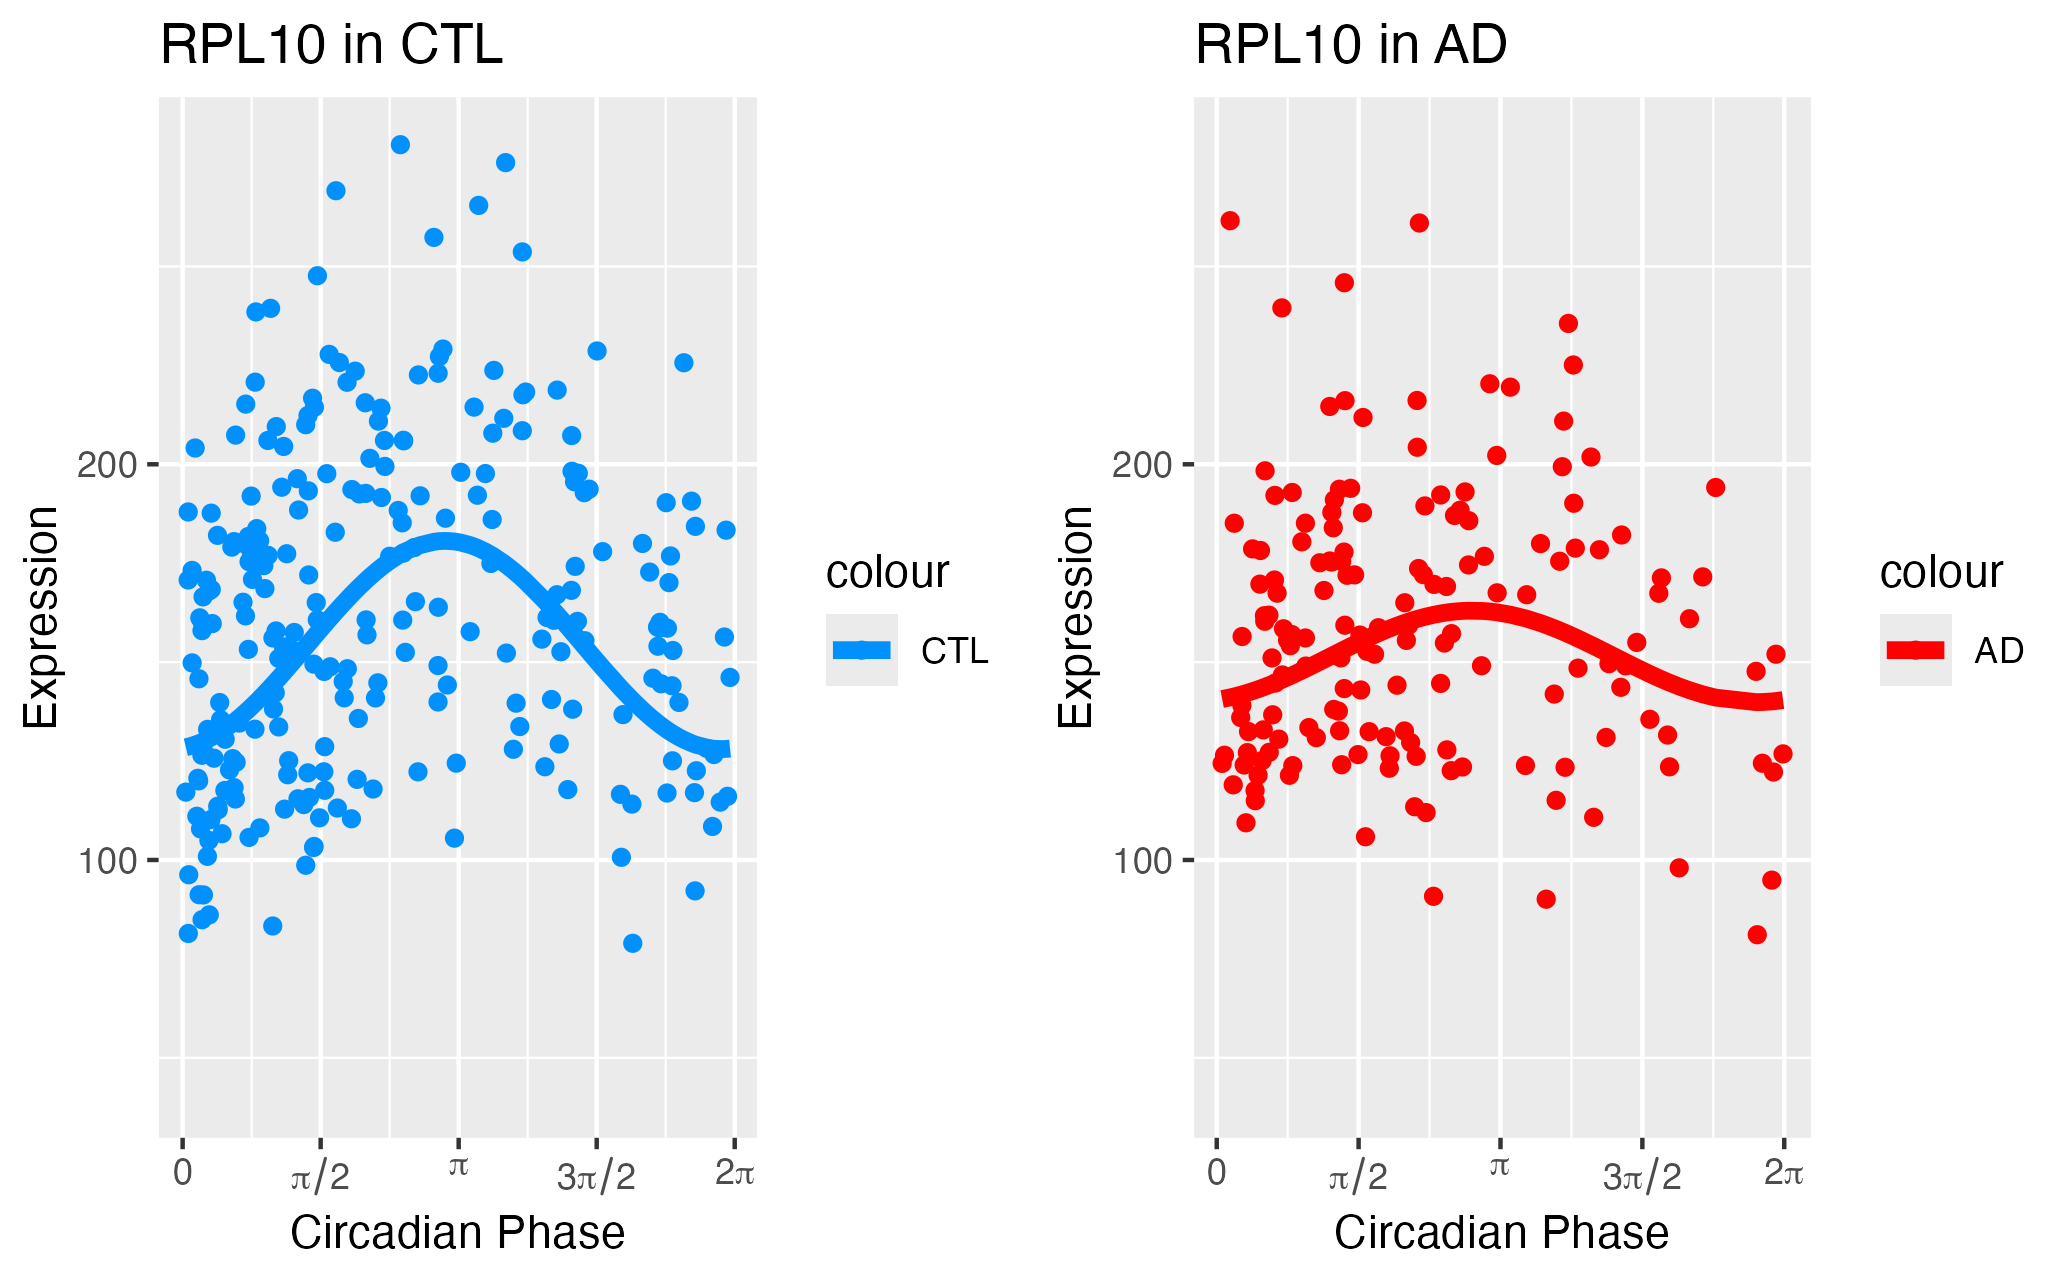 RPL10 in CTL
Expression
200
100
0 π/2 π 3π/2 2π
Circadian Phase
colour
CTL
RPL10 in AD
Expression
200
100
0 π/2 π 3π/2 2π
Circadian Phase
colour
AD